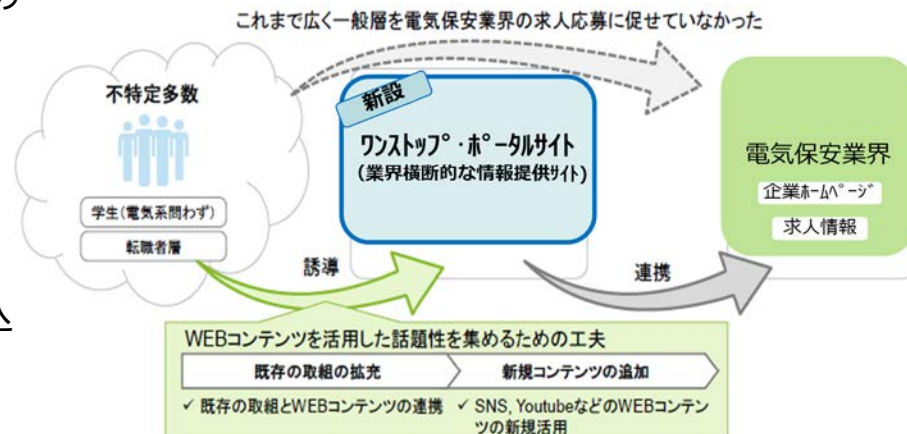 これまで広く一般層を電気保安業界の求人応募に促せていなかった
不特定多数
学生(電気系問わず)
転職者層
新設
ワンストップ・ポータルサイト
(業界横断的な情報提供サイト)
電気保安業界
企業ホームページ
求人情報
誘導
連携
WEBコンテンツを活用した話題性を集めるための工夫
既存の取組の拡充
新規コンテンツの追加
✓ 既存の取組とWEBコンテンツの連携
✓ SNS, YoutubeなどのWEBコンテン
ツの新規活用